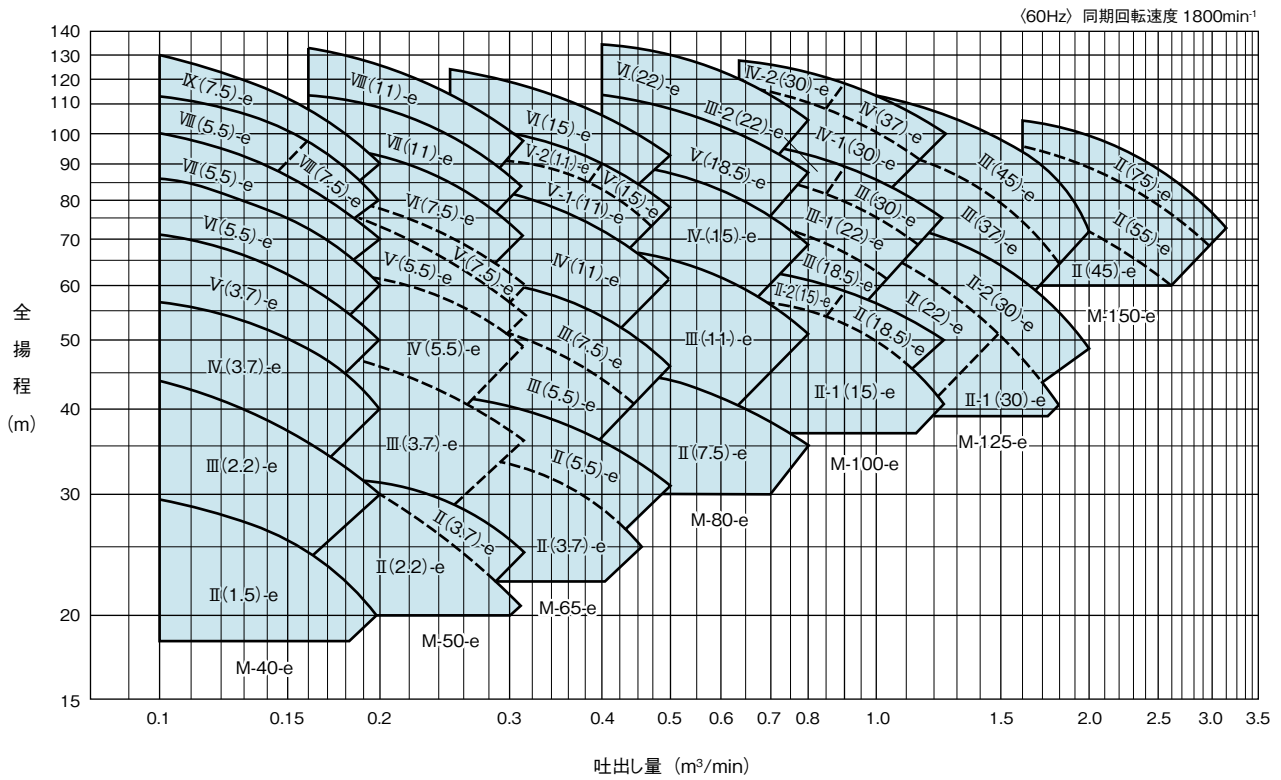 〈60Hz〉 同期回転速度 1800min-1
140
130
120
110
100
90
80
70
60
50
40
30
20
15
全揚程(m)
Ⅸ(7.5)-e
Ⅷ(5.5)-e
Ⅷ(7.5)-e
Ⅶ(5.5)-e
Ⅵ(5.5)-e
Ⅴ(3.7)-e
Ⅳ(3.7)-e
Ⅲ(2.2)-e
Ⅱ(1.5)-e
M-40-e
Ⅷ(11)-e
Ⅶ(11)-e
Ⅵ(7.5)-e
Ⅴ(7.5)-e
Ⅴ(5.5)-e
Ⅳ(5.5)-e
Ⅲ(3.7)-e
Ⅱ(3.7)-e
Ⅱ(2.2)-e
M-50-e
Ⅵ(15)-e
Ⅴ-2(11)-e
Ⅴ(15)-e
Ⅴ-1(11)-e
Ⅳ(11)-e
Ⅲ(7.5)-e
Ⅲ(5.5)-e
Ⅱ(5.5)-e
Ⅱ(3.7)-e
M-65-e
Ⅵ(22)-e
Ⅴ(18.5)-e
Ⅳ(15)-e
Ⅲ(11)-e
Ⅱ(7.5)-e
M-80-e
Ⅳ-2(30)-e
Ⅳ(37)-e
Ⅳ-1(30)-e
Ⅲ-2(22)-e
Ⅲ(30)-e
Ⅲ-1(22)-e
Ⅲ(18.5)-e
Ⅱ-2(15)-e
Ⅱ(18.5)-e
Ⅱ-1(15)-e
M-100-e
Ⅲ(45)-e
Ⅲ(37)-e
Ⅱ-2(30)-e
Ⅱ(22)-e
Ⅱ-1(30)-e
M-125-e
Ⅱ(75)-e
Ⅱ(55)-e
Ⅱ(45)-e
M-150-e
0.1 0.15 0.2 0.3 0.4 0.5 0.6 0.7 0.8 1.0 1.5 2.0 2.5 3.0 3.5
吐出し量 (m³/min)